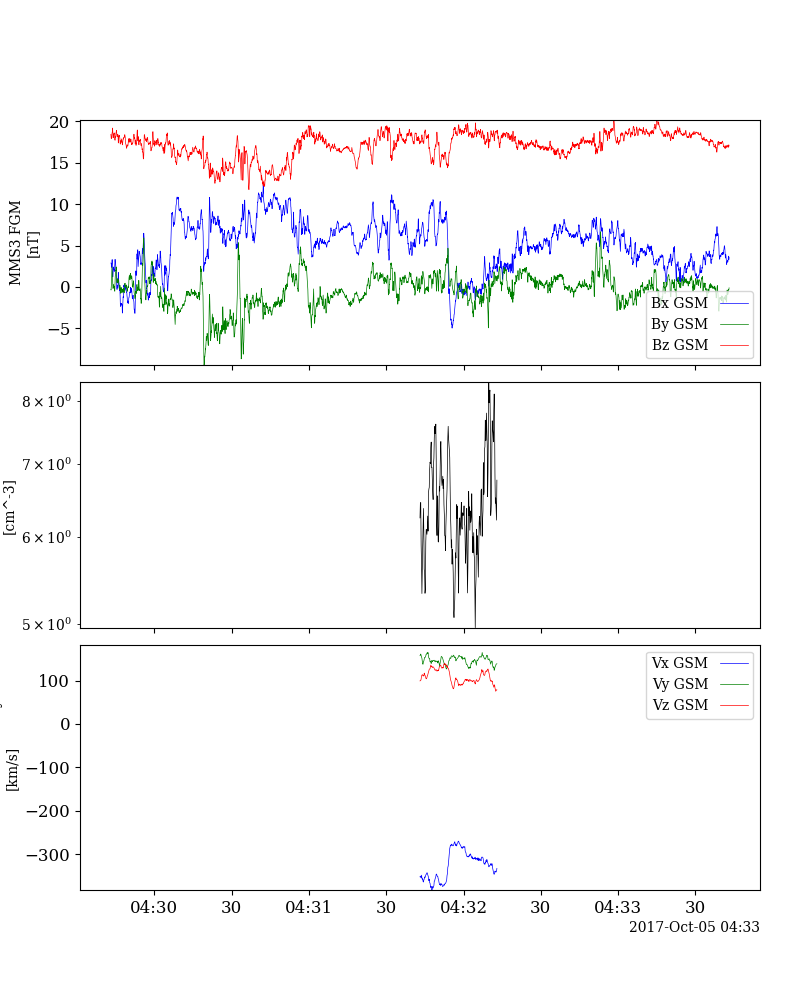 20
15
10
5
0
−5
MMS3 FGM
[nT]
Bx GSM
By GSM
Bz GSM
8 × 10⁰
7 × 10⁰
6 × 10⁰
5 × 10⁰
[cm^-3]
100
0
−100
−200
−300
[km/s]
Vx GSM
Vy GSM
Vz GSM
04:30 30 04:31 30 04:32 30 04:33 30
2017-Oct-05 04:33